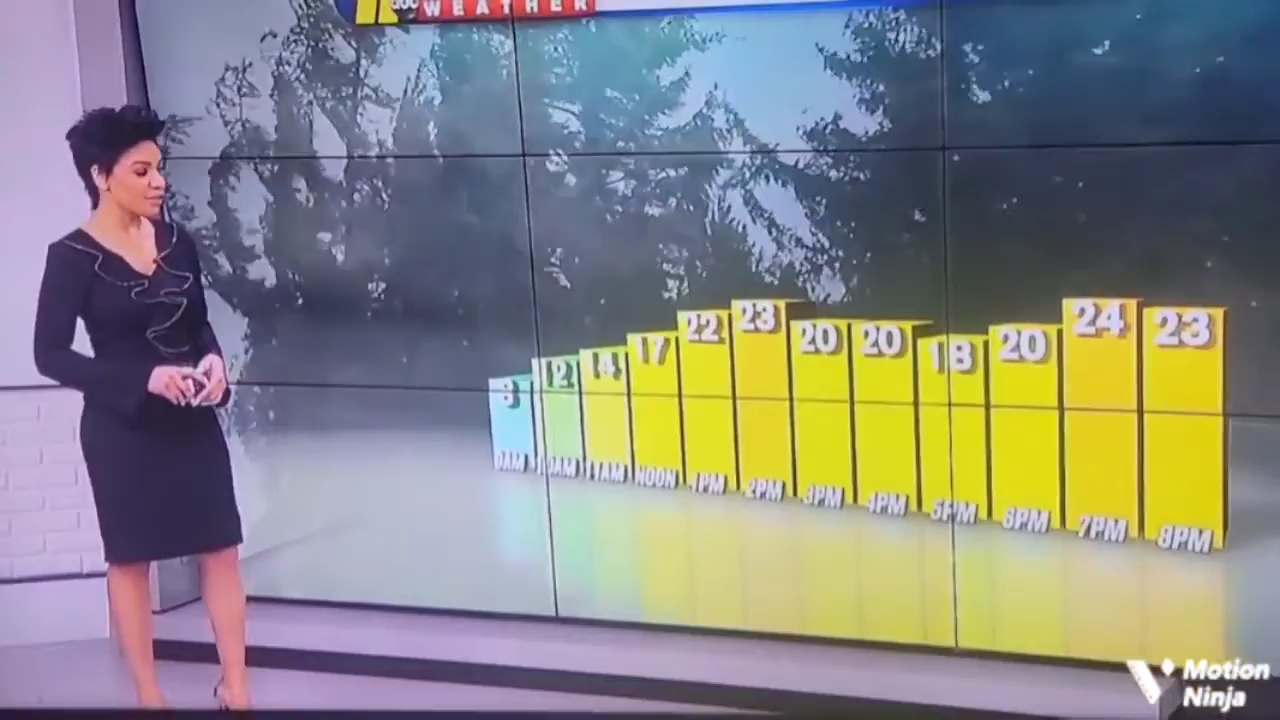 abc
WEATHER
8 12 14 17 22 23 20 20 18 20 24 23
10AM 11AM NOON 1PM 2PM 3PM 4PM 5PM 6PM 7PM 8PM
Motion
Ninja